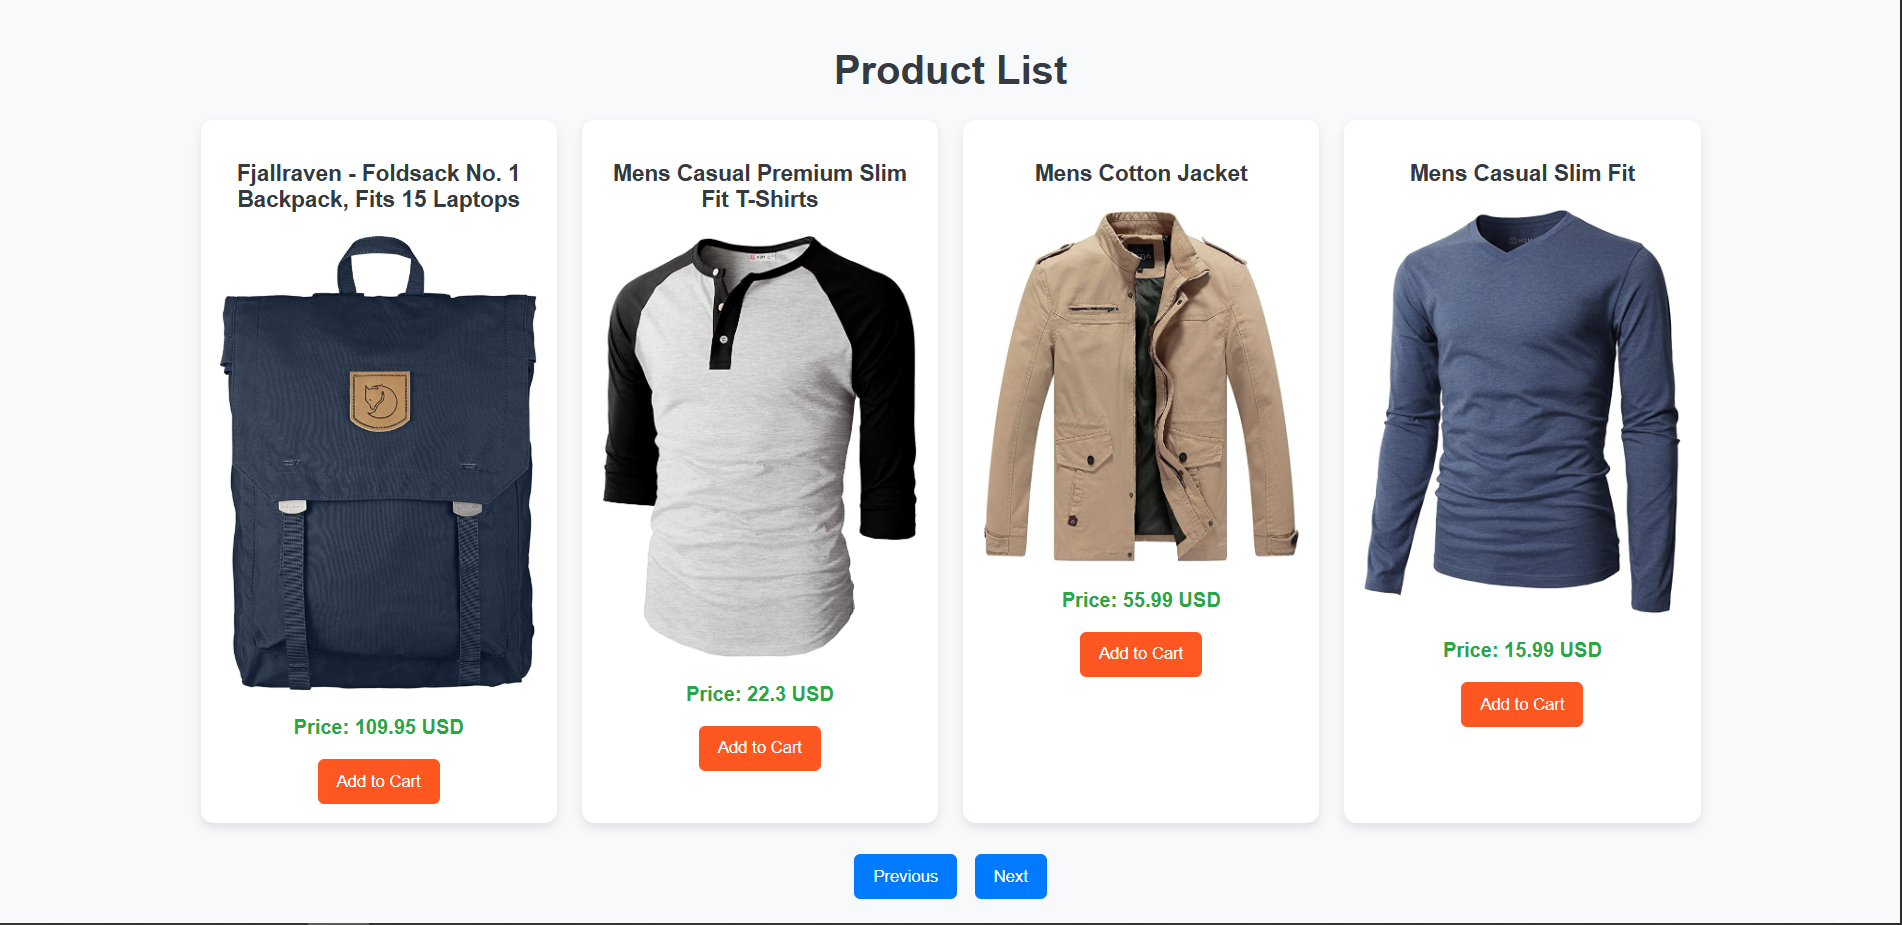 Product List
Fjallraven - Foldsack No. 1
Backpack, Fits 15 Laptops
Price: 109.95 USD
Add to Cart
Mens Casual Premium Slim
Fit T-Shirts
Price: 22.3 USD
Add to Cart
Mens Cotton Jacket
Price: 55.99 USD
Add to Cart
Mens Casual Slim Fit
Price: 15.99 USD
Add to Cart
Previous
Next